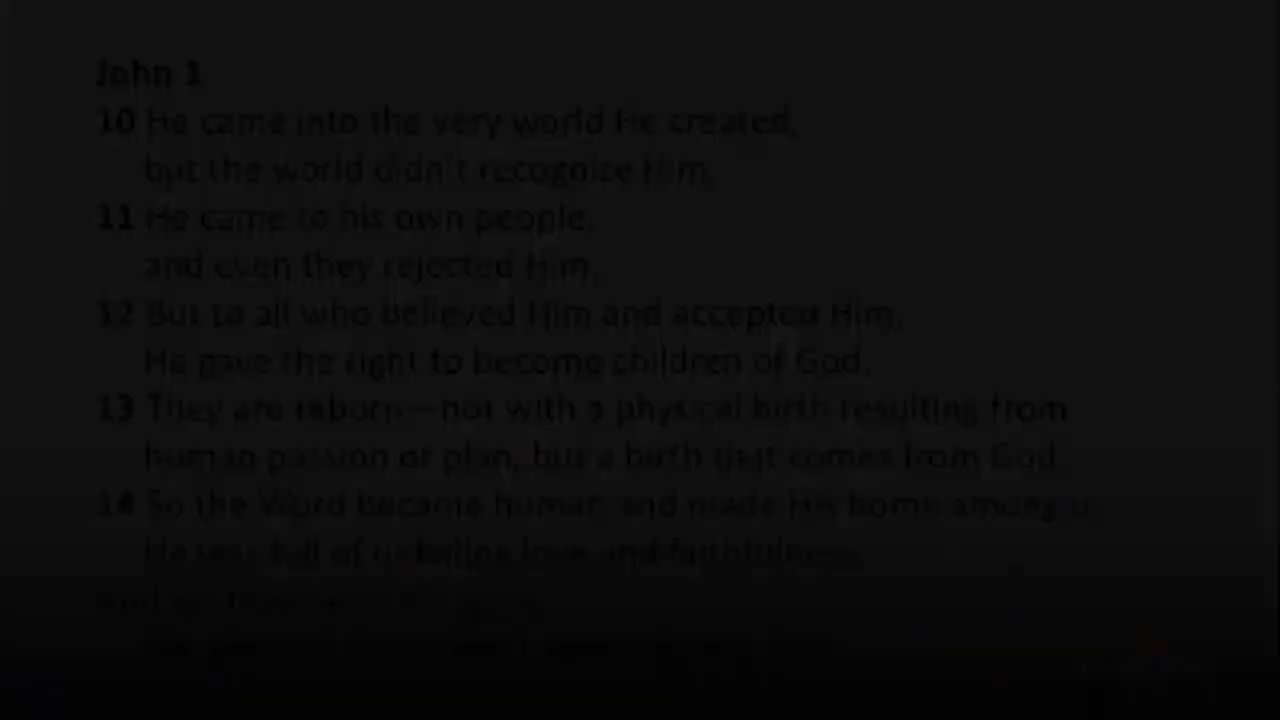 John 1
10 He came into the very world He created,
but the world didn't recognize Him.
11 He came to his own people,
and even they rejected Him.
12 But to all who believed Him and accepted Him,
He gave the right to become children of God.
13 They are reborn—not with a physical birth resulting from
human passion or plan, but a birth that comes from God.
14 So the Word became human and made His home among us.
He was full of unfailing love and faithfulness.
and we